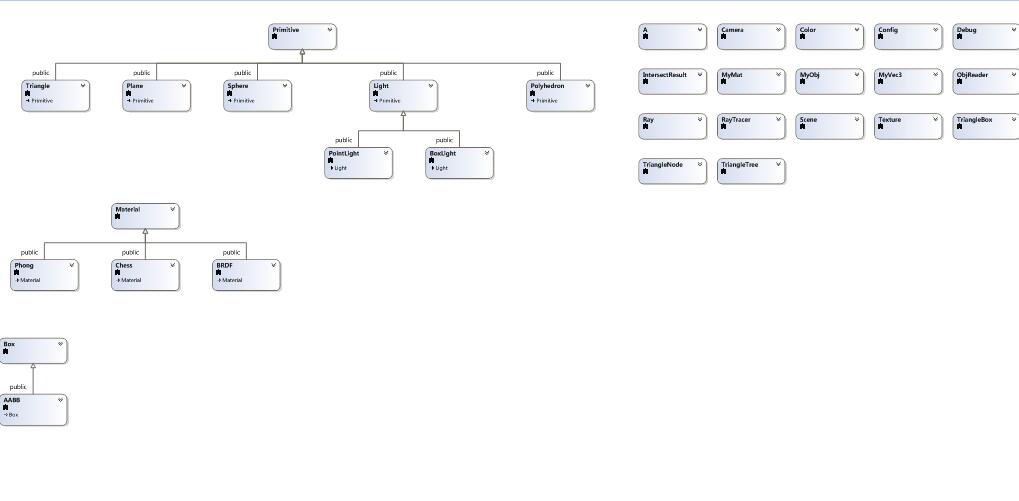 Primitive
public
public
public
public
public
Triangle
Primitive
Plane
Primitive
Sphere
Primitive
Light
Primitive
Polyhedron
Primitive
public
public
PointLight
Light
BoxLight
Light
Material
public
public
public
Phong
Material
Chess
Material
BRDF
Material
Box
public
AABB
Box
A
Camera
Color
Config
Debug
IntersectResult
MyMat
MyObj
MyVec3
ObjReader
Ray
RayTracer
Scene
Texture
TriangleBox
TriangleNode
TriangleTree